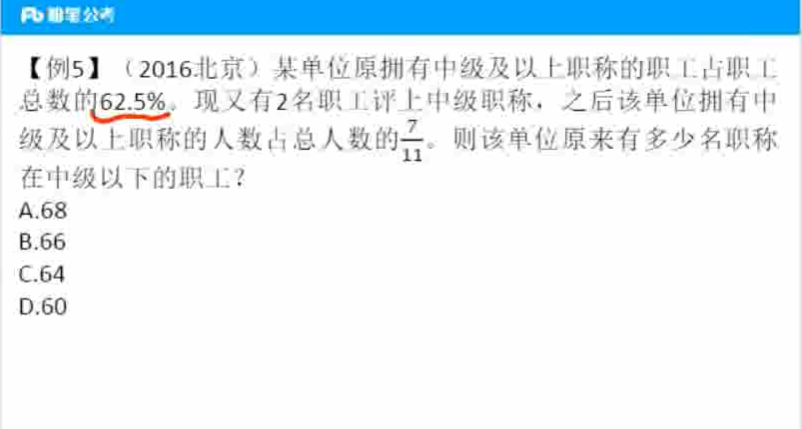 粉笔公考
【例5】（2016北京）某单位原拥有中级及以上职称的职工占职工
总数的62.5%。现又有2名职工评上中级职称，之后该单位拥有中
级及以上职称的人数占总人数的7/11。则该单位原来有多少名职称
在中级以下的职工？
A.68
B.66
C.64
D.60